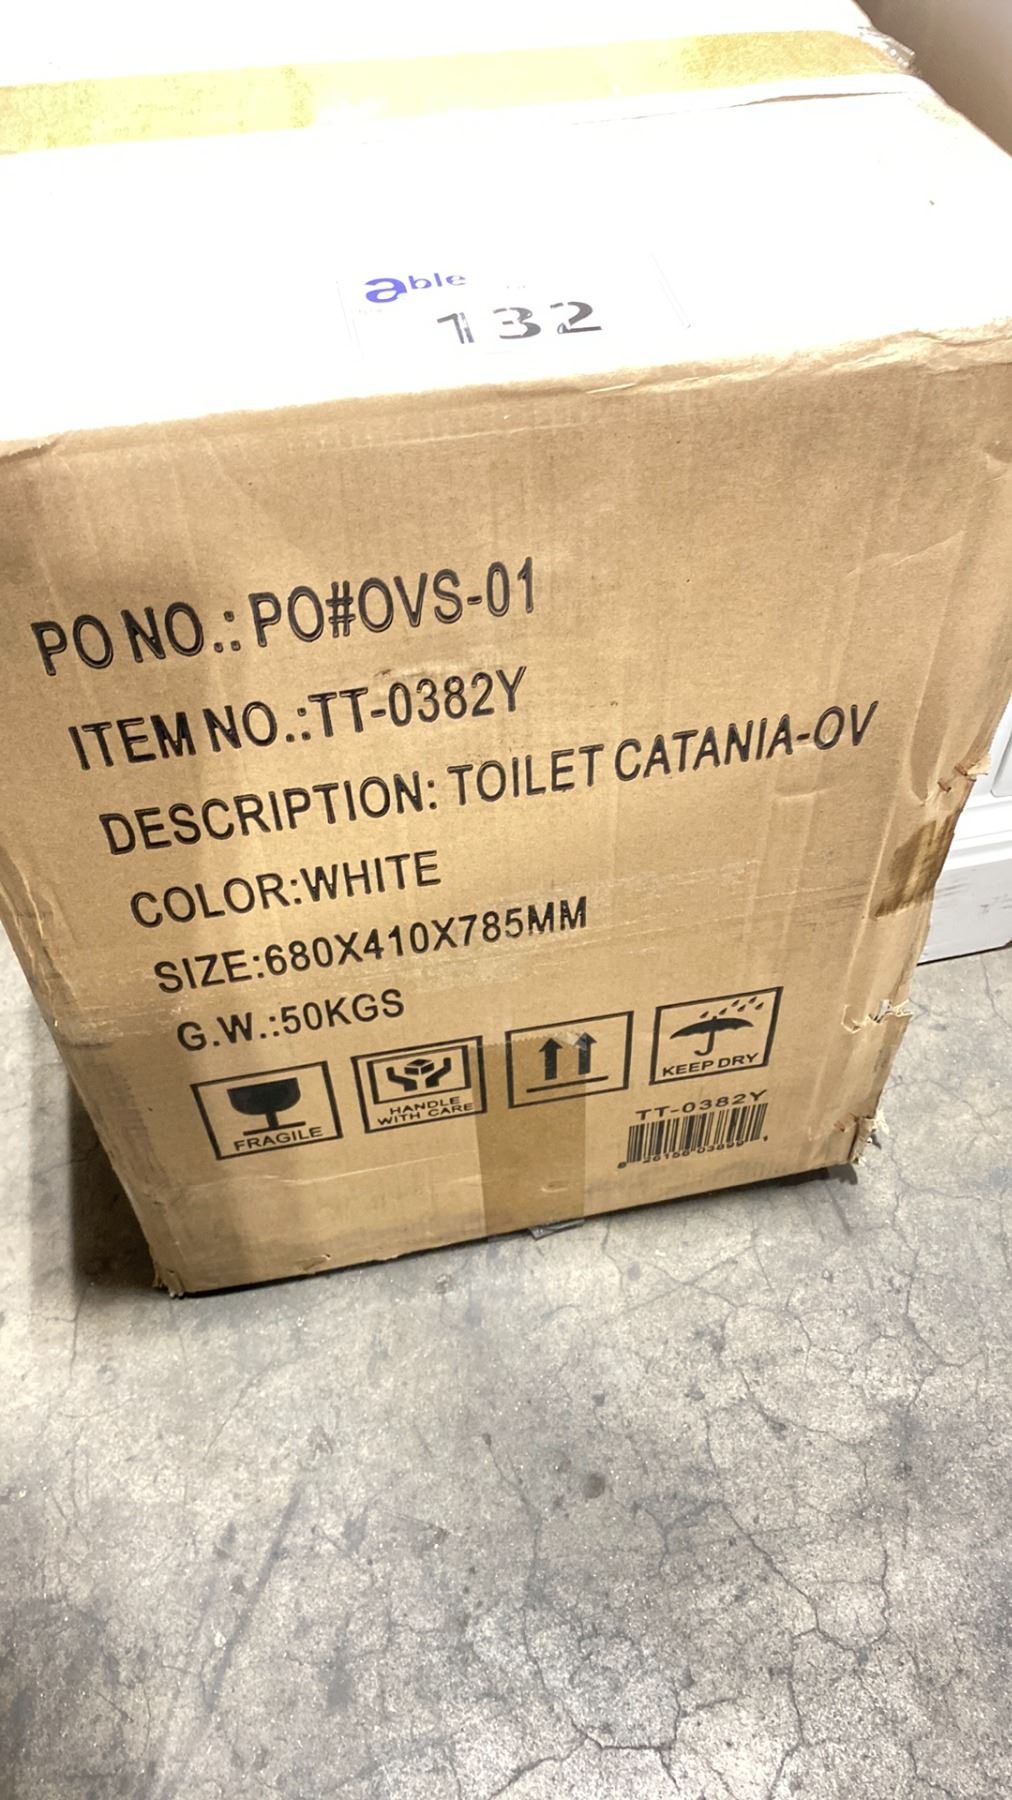 able
132
PO NO.: PO#OVS-01
ITEM NO.:TT-0382Y
DESCRIPTION: TOILET CATANIA-OV
COLOR:WHITE
SIZE:680X410X785MM
G.W.:50KGS
FRAGILE
HANDLE
WITH CARE
KEEP DRY
TT-0382Y